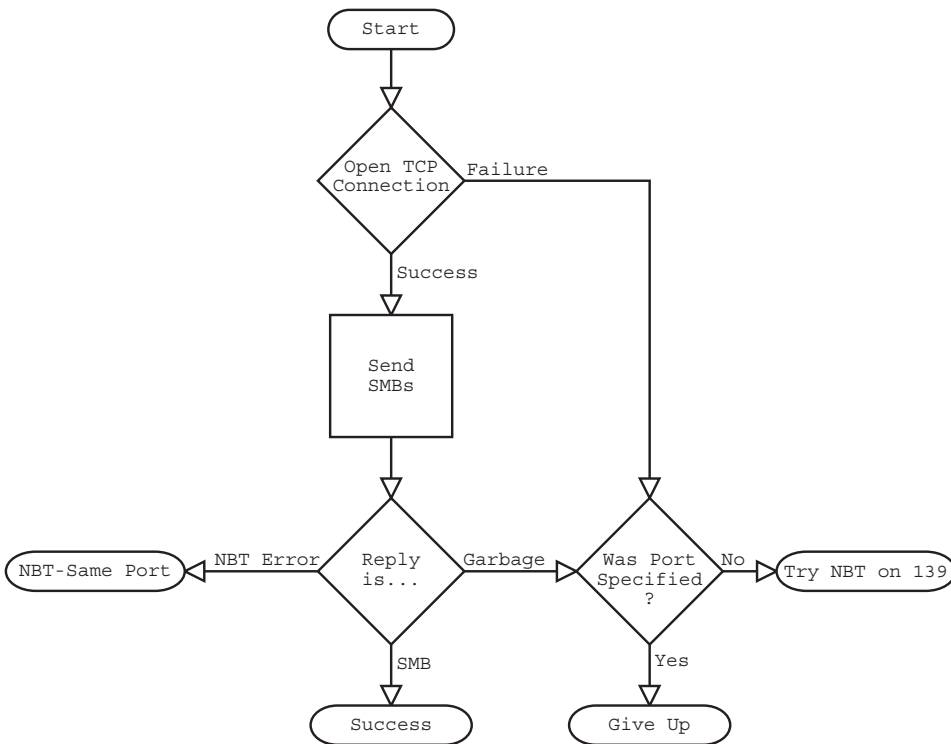 Start
Open TCP
Connection
Failure
Success
Send
SMBs
NBT-Same Port
NBT Error
Reply
is...
Garbage
Was Port
Specified
?
No
Try NBT on 139
SMB
Yes
Success
Give Up